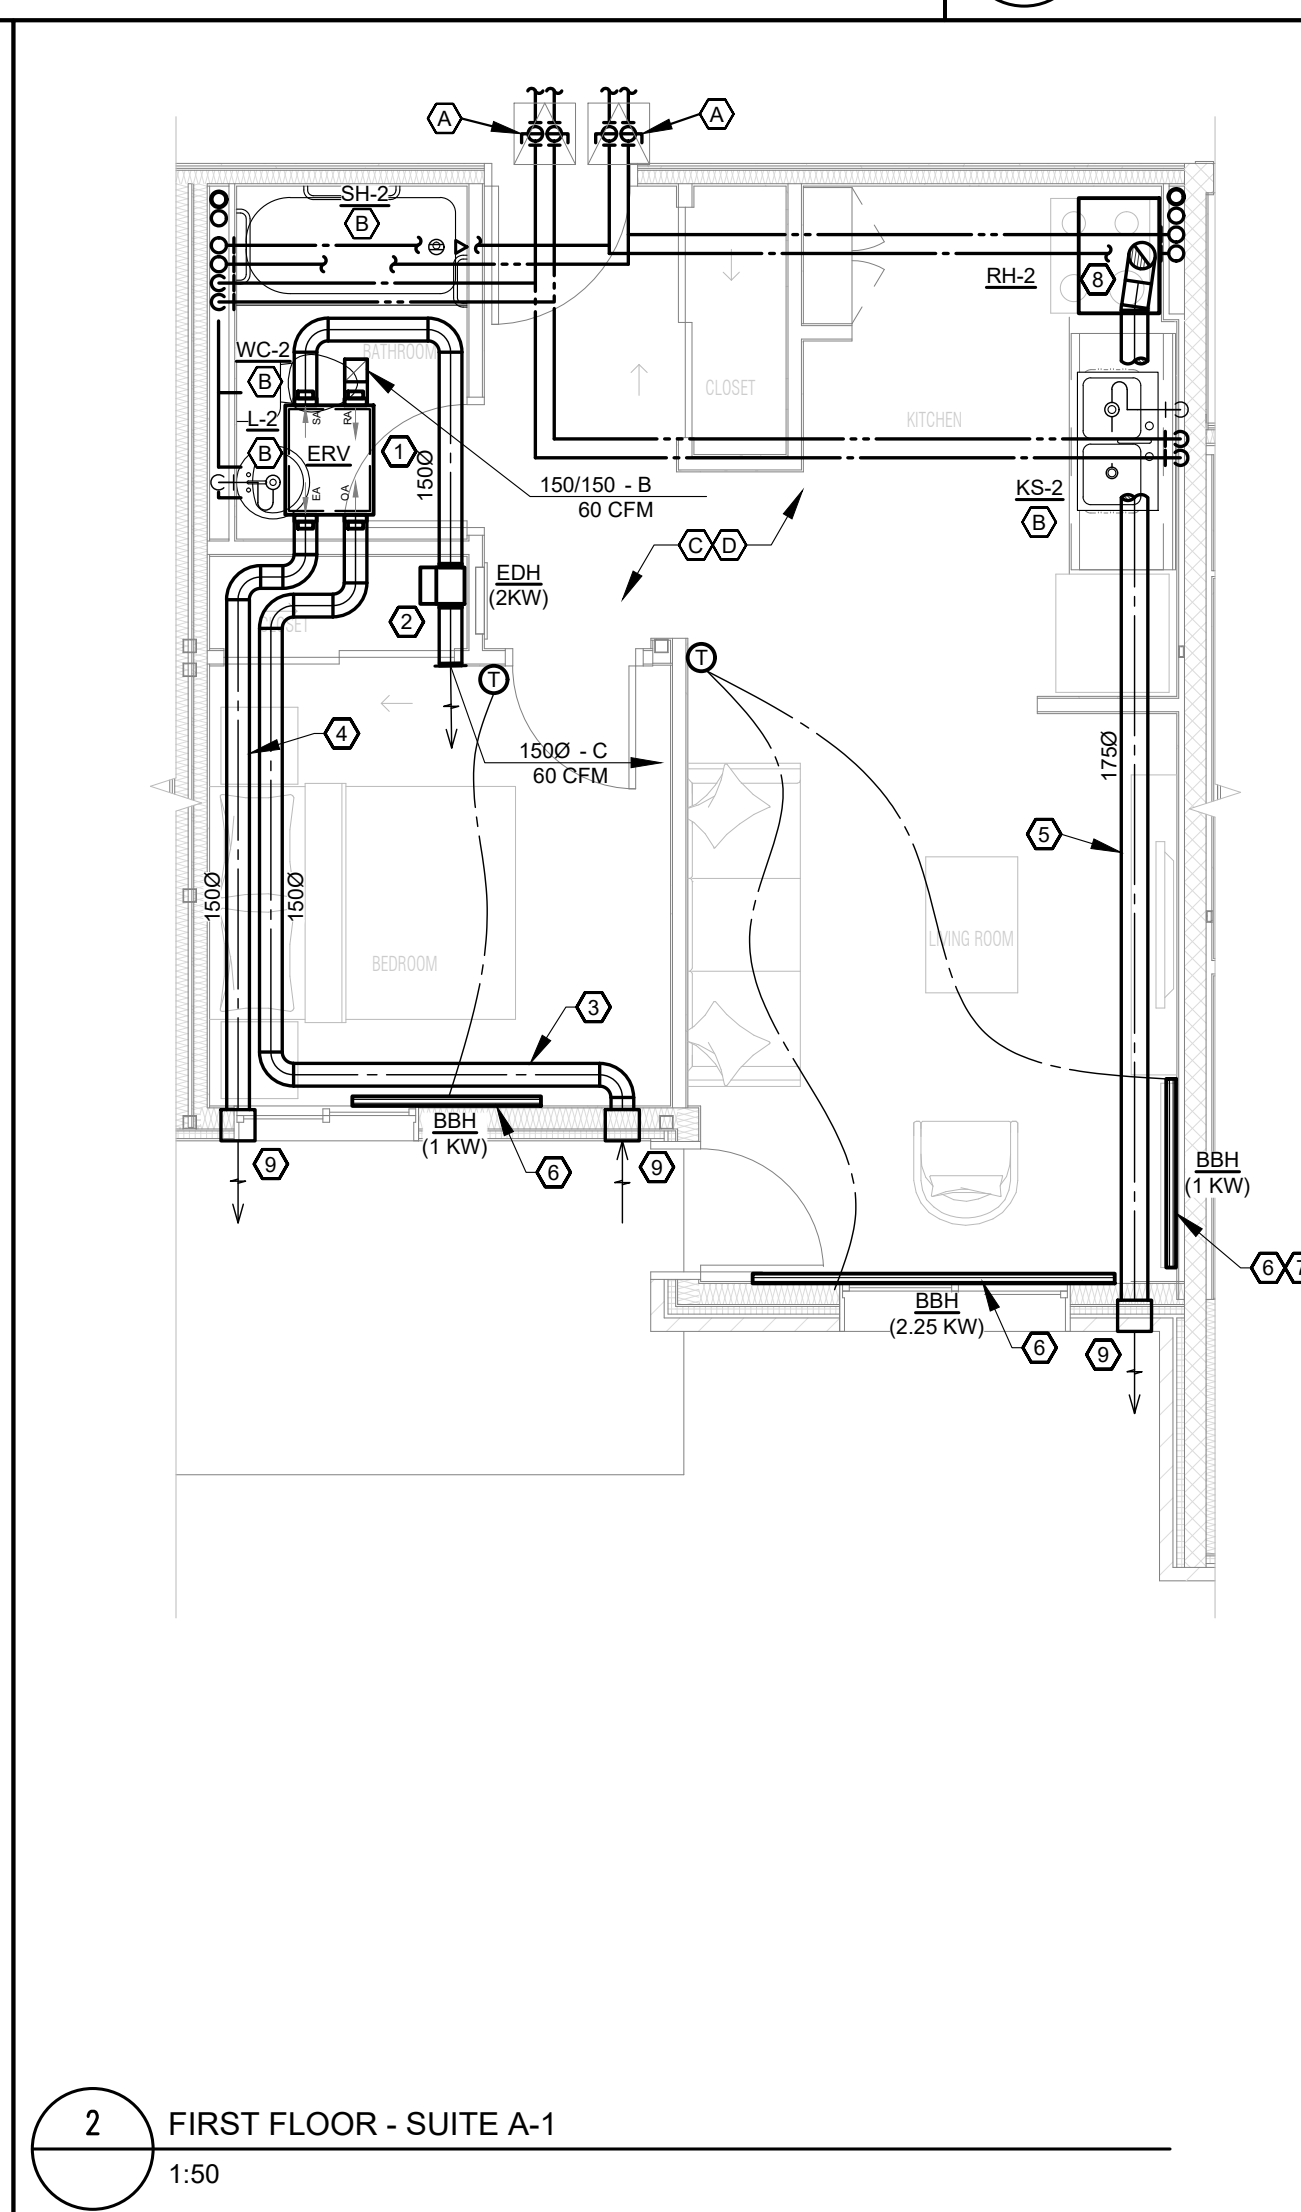 A
A
SH-2
B
RH-2
8
WC-2
BATHROOM
B
SA
RA
CLOSET
KITCHEN
L-2
B
ERV
1
150Ø
EA
OA
150/150 - B
60 CFM
KS-2
B
C
D
EDH
(2KW)
2
T
T
4
150Ø - C
60 CFM
175Ø
5
150Ø
150Ø
LIVING ROOM
BEDROOM
3
BBH
(1 KW)
9
6
9
BBH
(1 KW)
6
7
BBH
(2.25 KW)
6
9
2
FIRST FLOOR - SUITE A-1
1:50